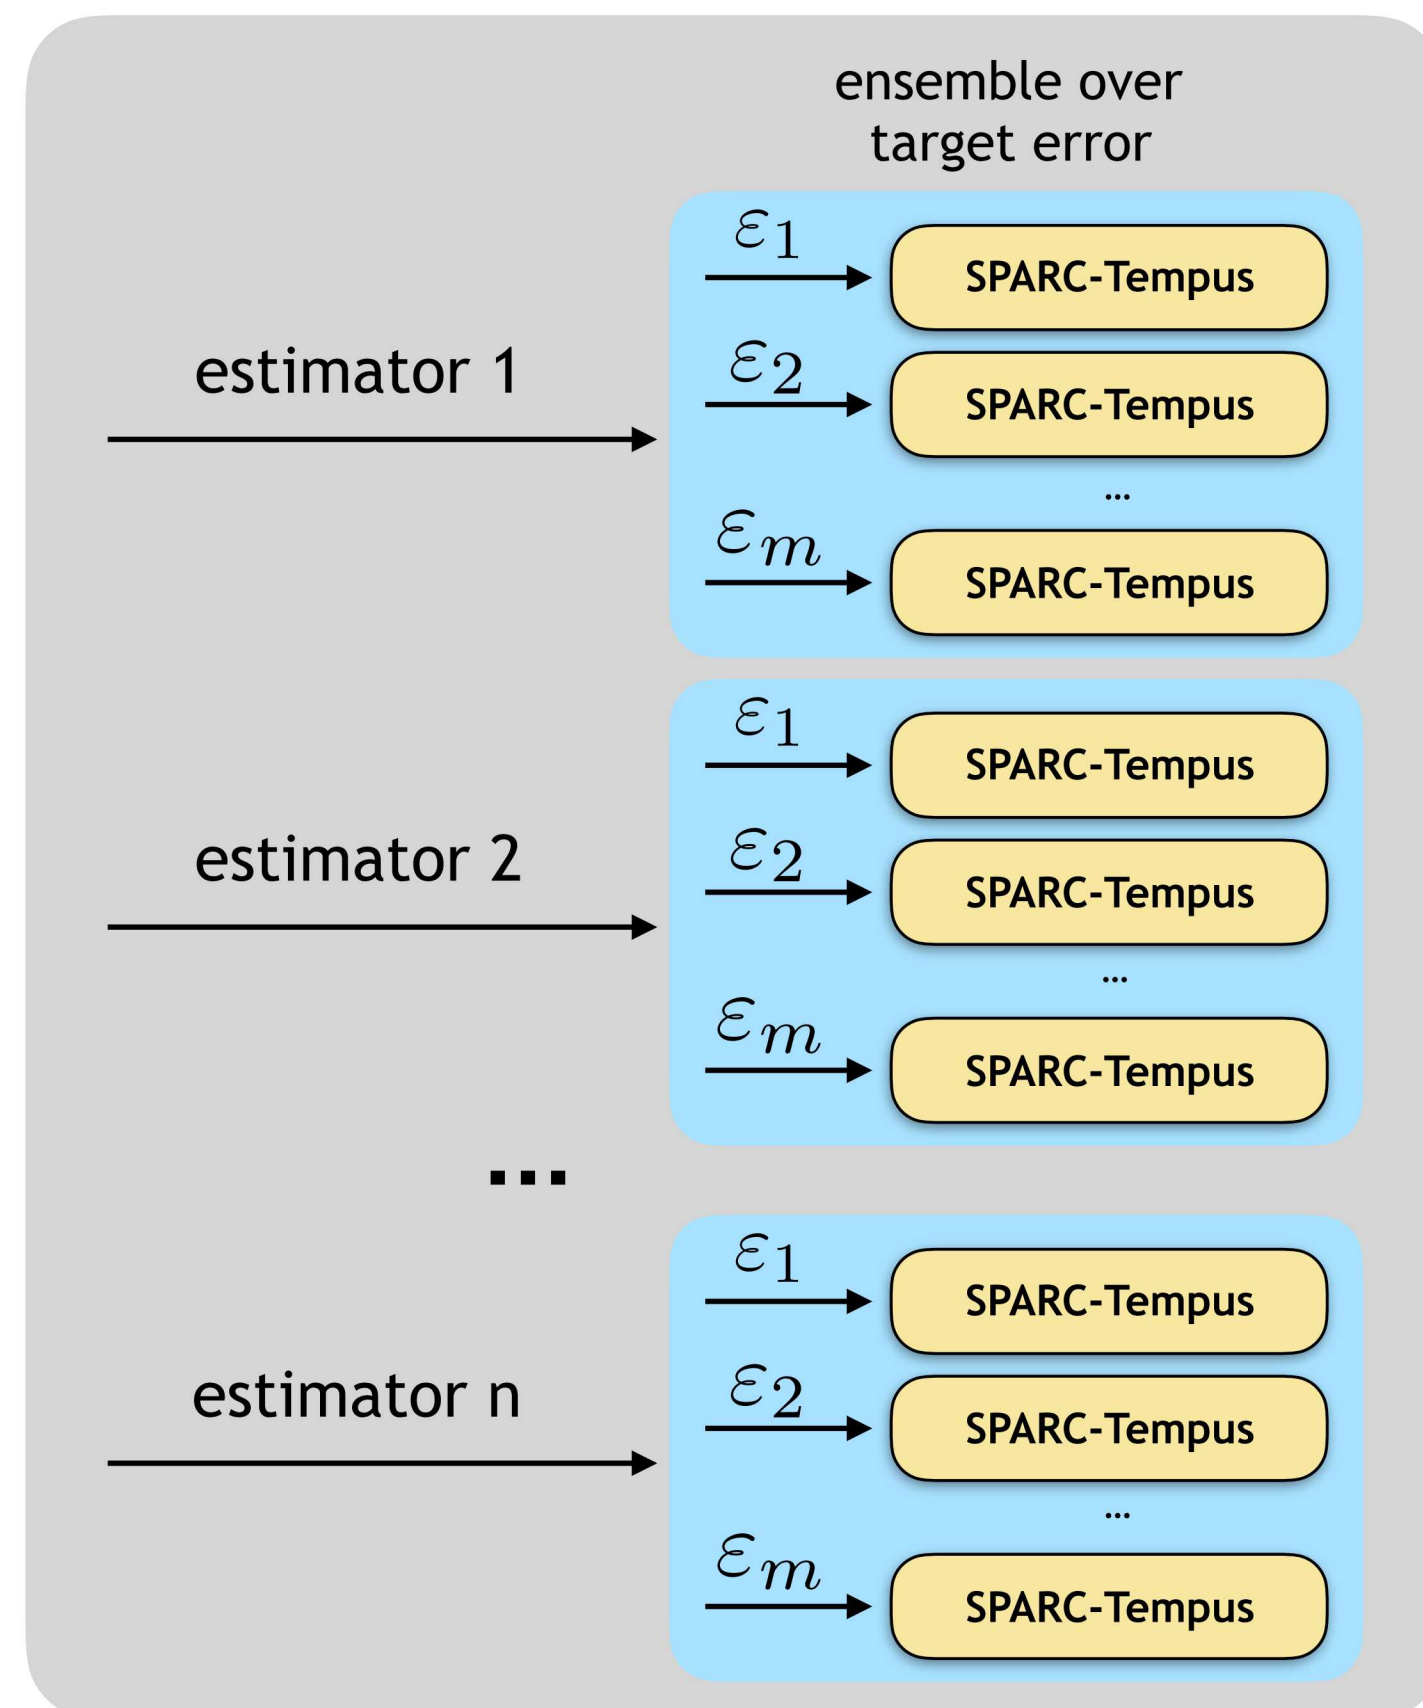 ensemble over
target error
estimator 1
ε₁
SPARC-Tempus
ε₂
SPARC-Tempus
...
εₘ
SPARC-Tempus
estimator 2
ε₁
SPARC-Tempus
ε₂
SPARC-Tempus
...
εₘ
SPARC-Tempus
...
estimator n
ε₁
SPARC-Tempus
ε₂
SPARC-Tempus
...
εₘ
SPARC-Tempus